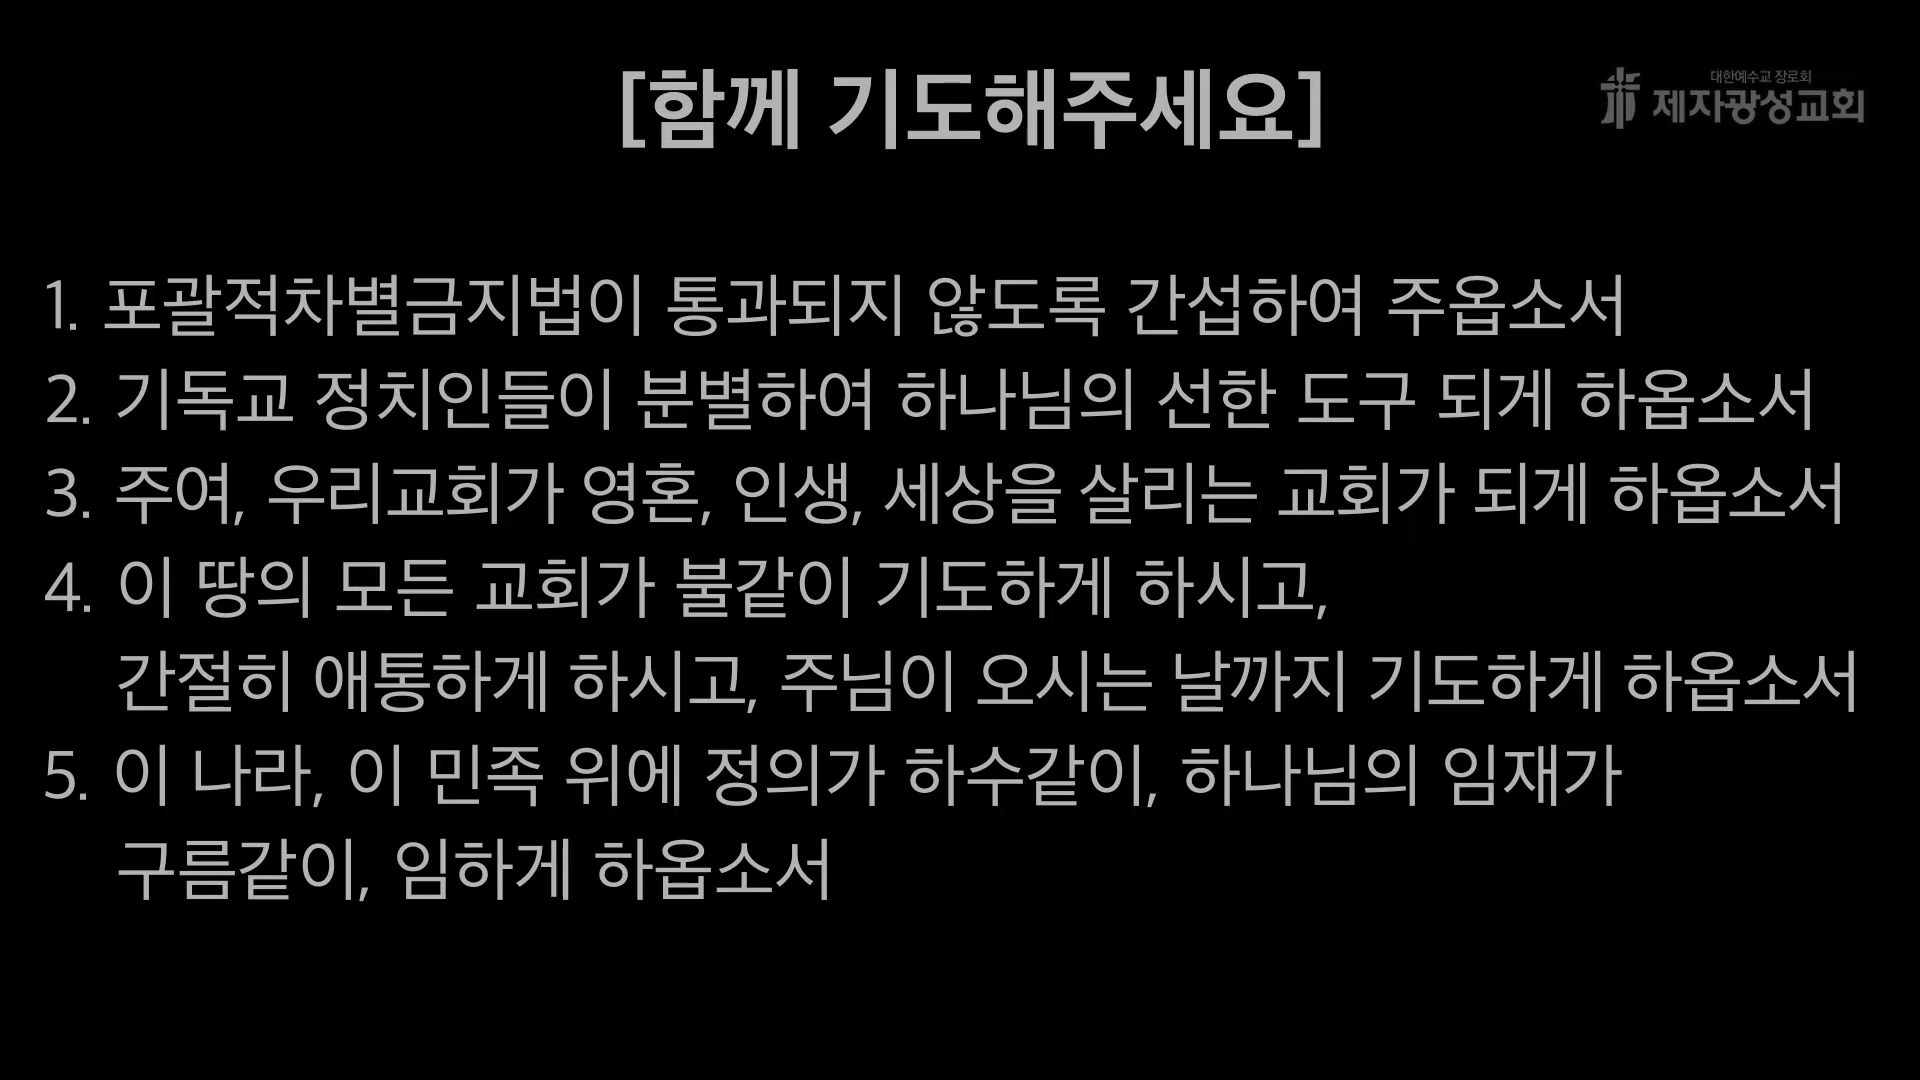 [함께 기도해주세요]
대한예수교 장로회
제자광성교회
1. 포괄적차별금지법이 통과되지 않도록 간섭하여 주옵소서
2. 기독교 정치인들이 분별하여 하나님의 선한 도구 되게 하옵소서
3. 주여, 우리교회가 영혼, 인생, 세상을 살리는 교회가 되게 하옵소서
4. 이 땅의 모든 교회가 불같이 기도하게 하시고,
간절히 애통하게 하시고, 주님이 오시는 날까지 기도하게 하옵소서
5. 이 나라, 이 민족 위에 정의가 하수같이, 하나님의 임재가
구름같이, 임하게 하옵소서